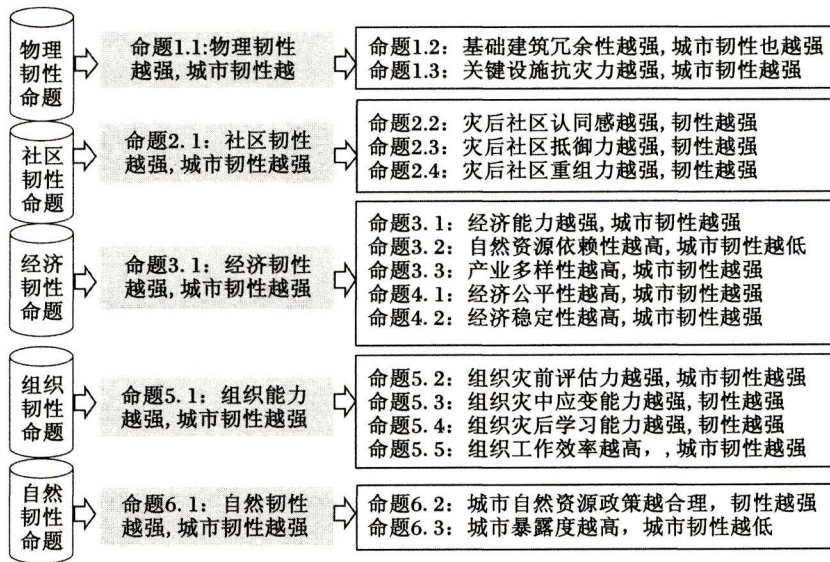 物理
韧性
命题
命题1.1:物理韧性
越强,城市韧性越
命题1.2：基础建筑冗余性越强,城市韧性也越强
命题1.3：关键设施抗灾力越强,城市韧性越强
社区
韧性
命题
命题2.1：社区韧性
越强,城市韧性越强
命题2.2：灾后社区认同感越强,韧性越强
命题2.3：灾后社区抵御力越强,韧性越强
命题2.4：灾后社区重组力越强,韧性越强
经济
韧性
命题
命题3.1：经济韧性
越强,城市韧性越强
命题3.1：经济能力越强,城市韧性越强
命题3.2：自然资源依赖性越高,城市韧性越低
命题3.3：产业多样性越高,城市韧性越强
命题4.1：经济公平性越高,城市韧性越强
命题4.2：经济稳定性越高,城市韧性越强
组织
韧性
命题
命题5.1：组织能力
越强,城市韧性越强
命题5.2：组织灾前评估力越强,城市韧性越强
命题5.3：组织灾中应变能力越强,韧性越强
命题5.4：组织灾后学习能力越强,韧性越强
命题5.5：组织工作效率越高，,城市韧性越强
自然
韧性
命题
命题6.1：自然韧性
越强,城市韧性越强
命题6.2：城市自然资源政策越合理，韧性越强
命题6.3：城市暴露度越高，城市韧性越低